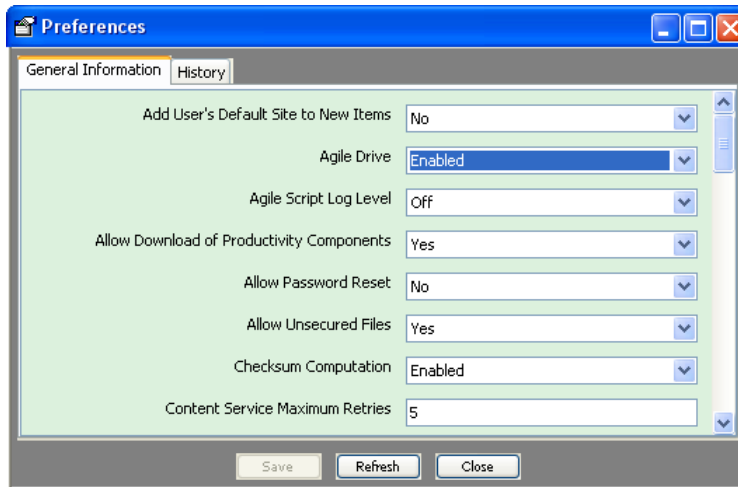 Preferences
General Information History
Add User's Default Site to New Items No
Agile Drive Enabled
Agile Script Log Level Off
Allow Download of Productivity Components Yes
Allow Password Reset No
Allow Unsecured Files Yes
Checksum Computation Enabled
Content Service Maximum Retries 5
Save Refresh Close